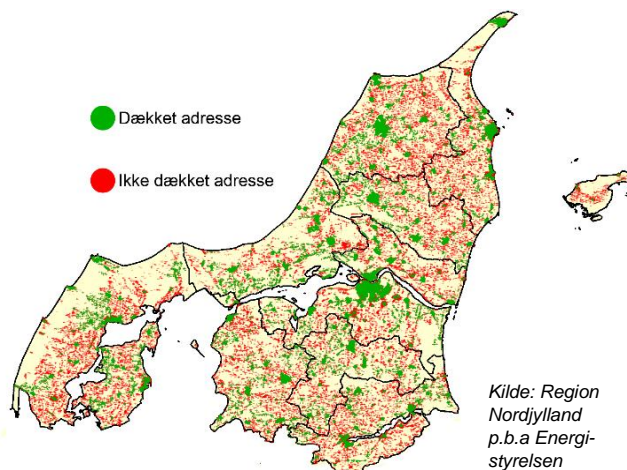 Dækket adresse
Ikke dækket adresse
Kilde: Region
Nordjylland
p.b.a Energi-
styrelsen